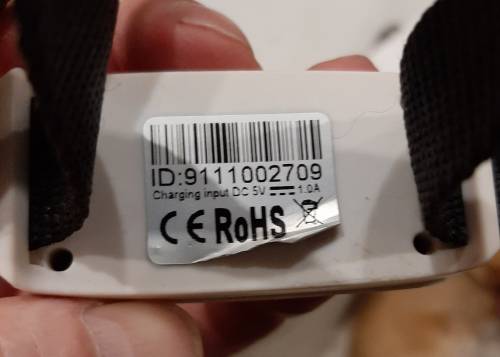 ID:9111002709
Charging input DC 5V ⎓ 1.0A
CE RoHS